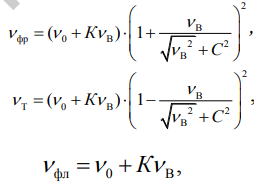 ν_фр = (ν_0 + Kν_В)·(1 + ν_В / √(ν_В² + C²))²,
ν_Т = (ν_0 + Kν_В)·(1 − ν_В / √(ν_В² + C²))²,
ν_фл = ν_0 + Kν_В,